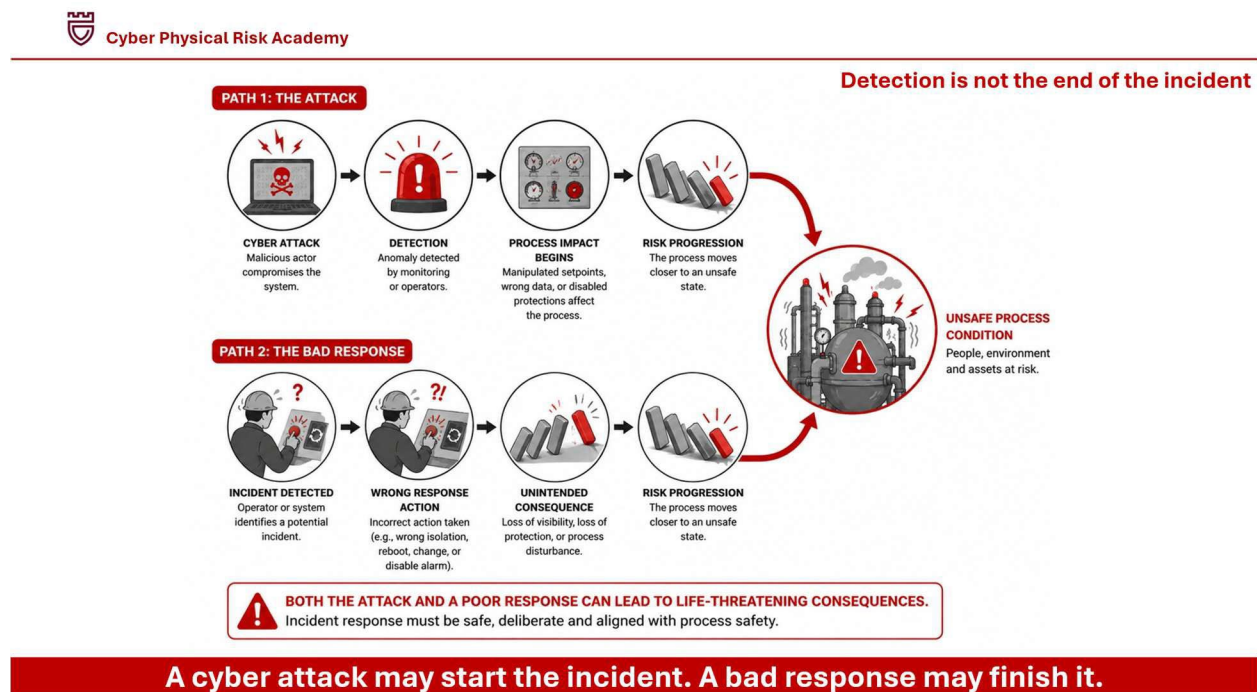 Cyber Physical Risk Academy
Detection is not the end of the incident
PATH 1: THE ATTACK
CYBER ATTACK
Malicious actor
compromises the
system.
DETECTION
Anomaly detected
by monitoring
or operators.
PROCESS IMPACT
BEGINS
Manipulated setpoints,
wrong data, or disabled
protections affect
the process.
RISK PROGRESSION
The process moves
closer to an unsafe
state.
UNSAFE PROCESS
CONDITION
People, environment
and assets at risk.
PATH 2: THE BAD RESPONSE
?
?!
INCIDENT DETECTED
Operator or system
identifies a potential
incident.
WRONG RESPONSE
ACTION
Incorrect action taken
(e.g., wrong isolation,
reboot, change, or
disable alarm).
UNINTENDED
CONSEQUENCE
Loss of visibility, loss of
protection, or process
disturbance.
RISK PROGRESSION
The process moves
closer to an unsafe
state.
BOTH THE ATTACK AND A POOR RESPONSE CAN LEAD TO LIFE-THREATENING CONSEQUENCES.
Incident response must be safe, deliberate and aligned with process safety.
A cyber attack may start the incident. A bad response may finish it.